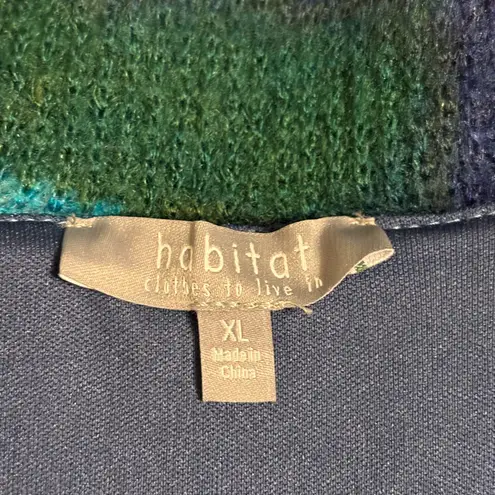 habitat
clothes to live in
XL
Made in
China